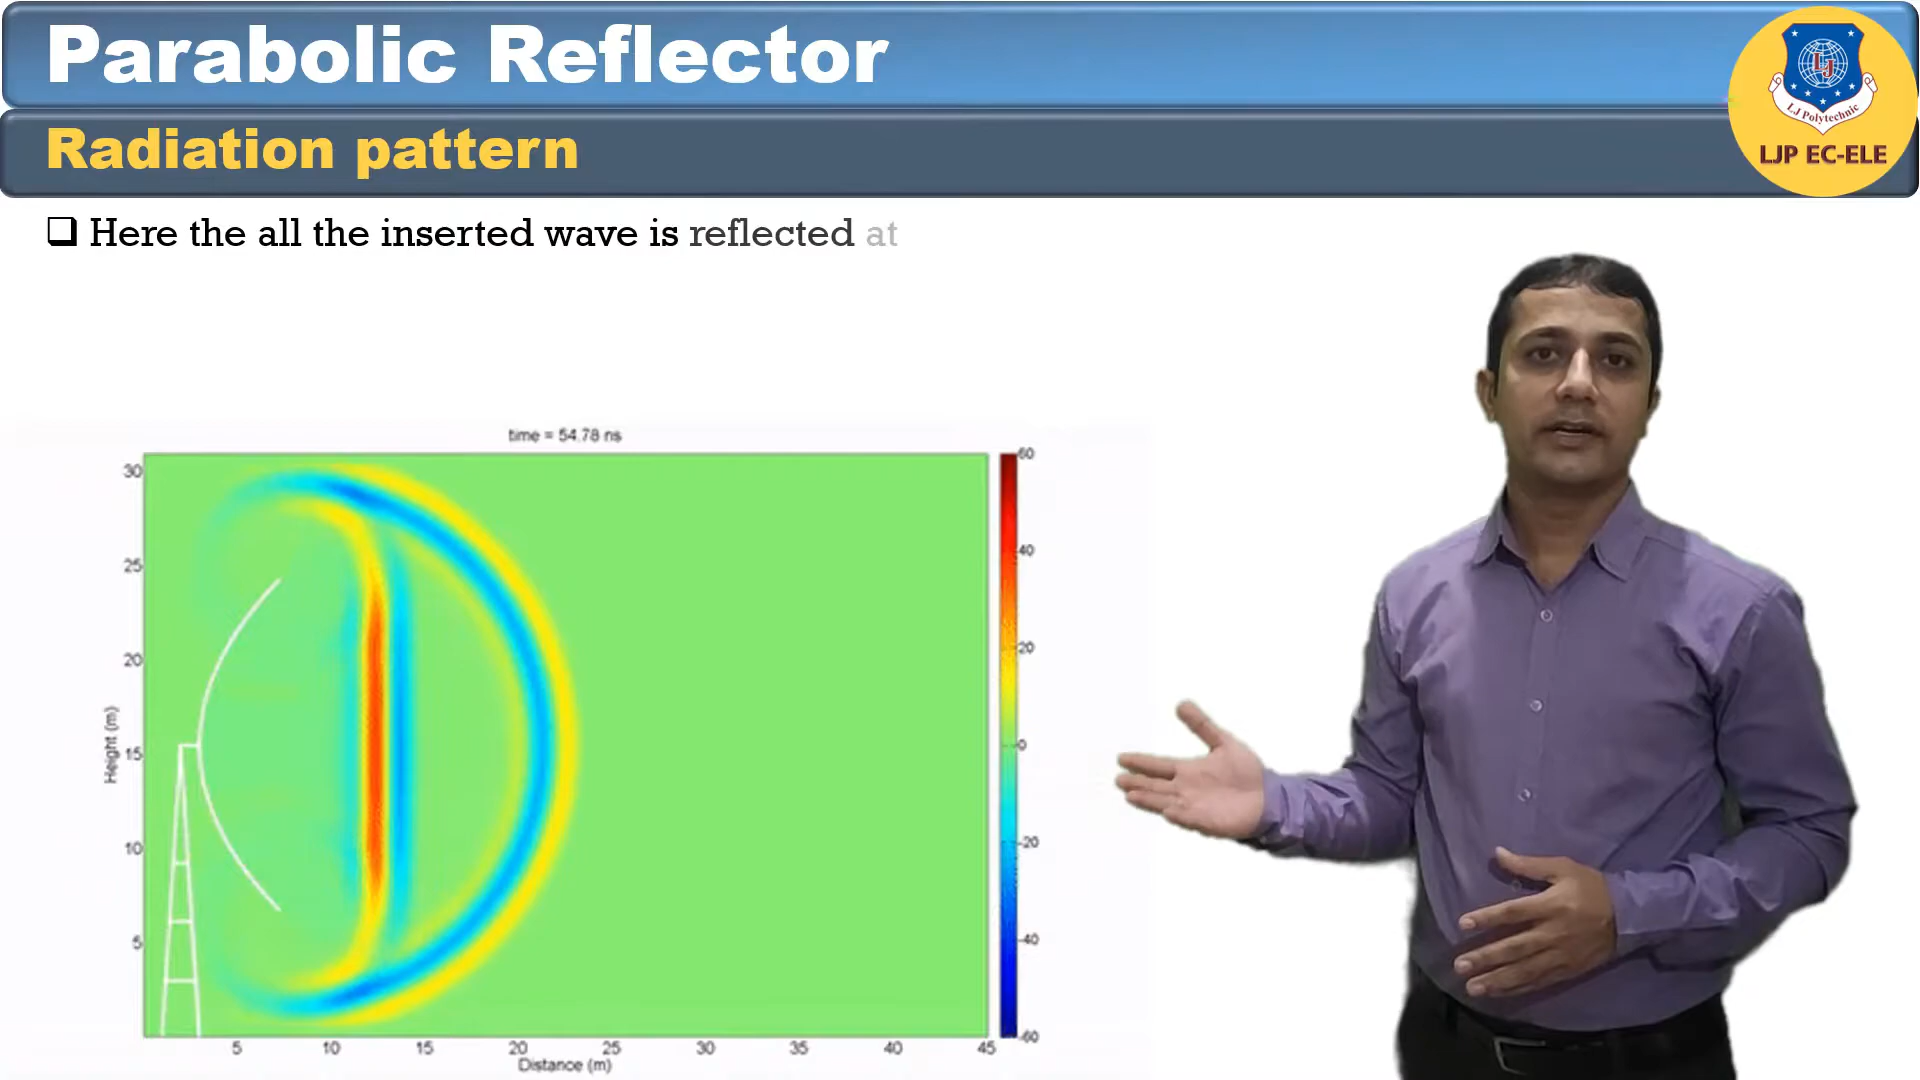 Parabolic Reflector
Radiation pattern
LJ
LJ Polytechnic
LJP EC-ELE
❑ Here the all the inserted wave is reflected at
time = 54.78 ns
30
25
20
15
10
5
Height (m)
5 10 15 20 25 30 35 40 45
Distance (m)
60
40
20
0
-20
-40
-60